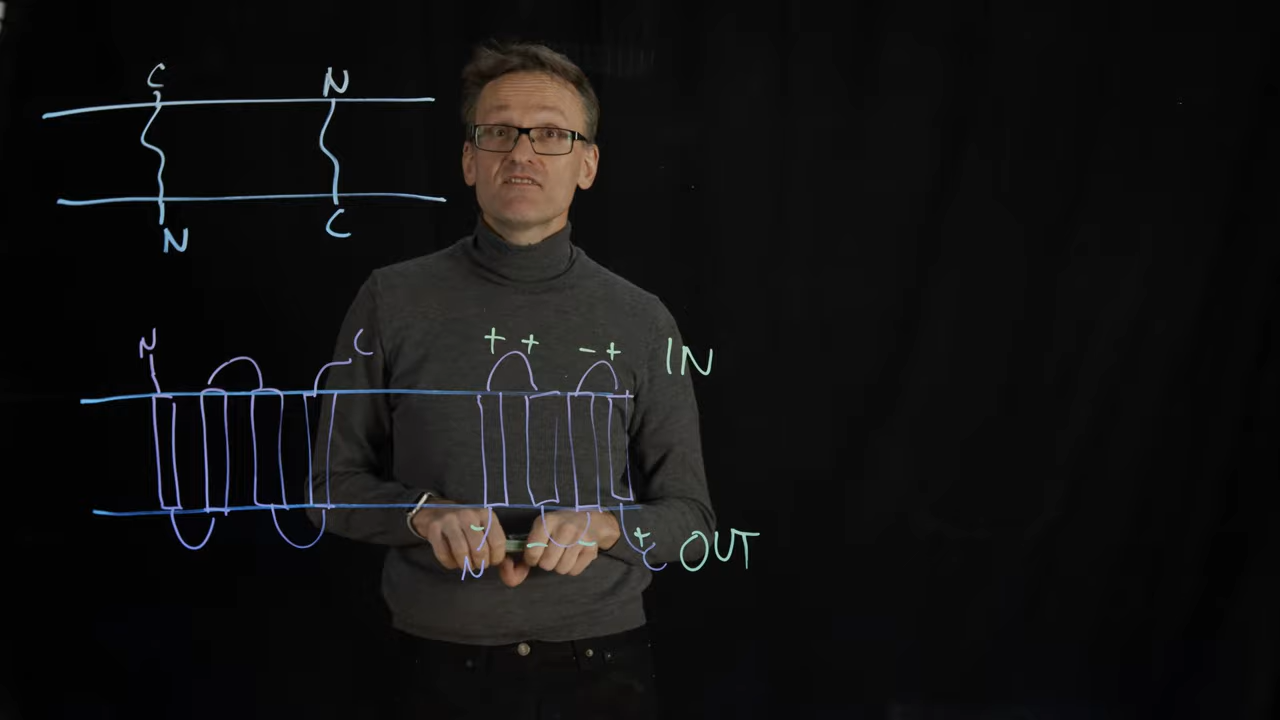 C N
N C
N C + + - + IN
- - - + OUT
N C